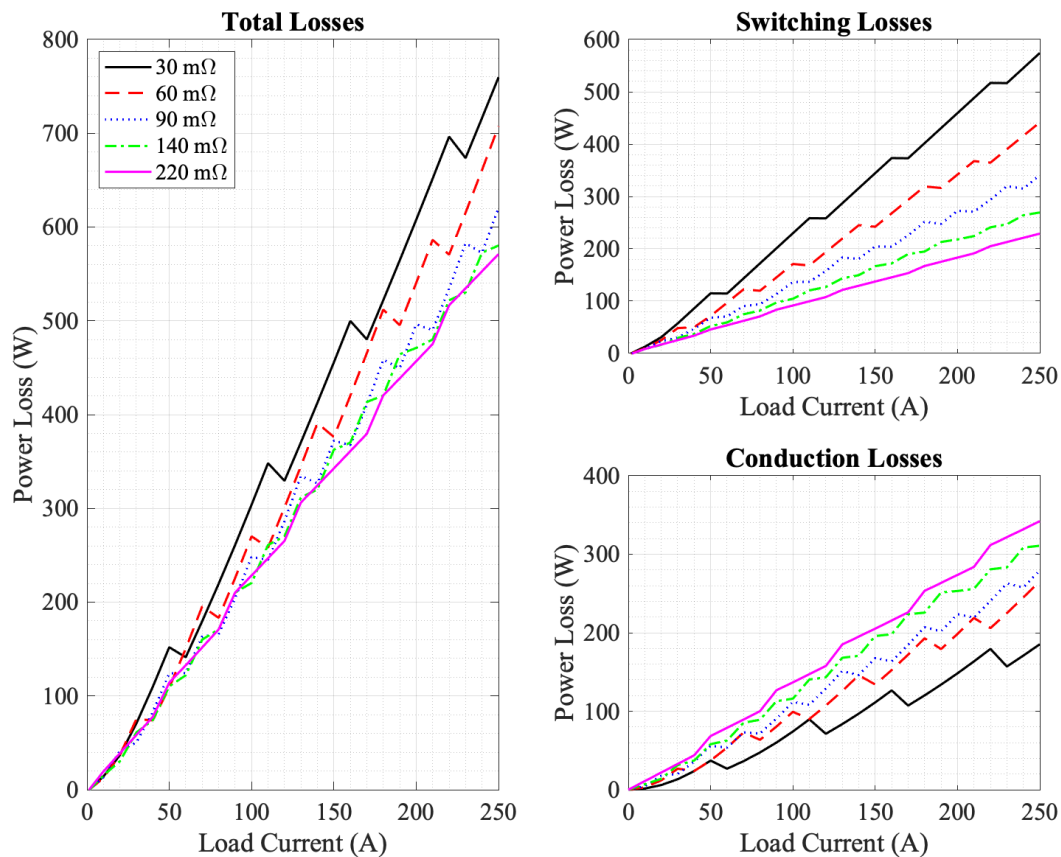 Total Losses
800
700
600
500
400
300
200
100
0
Power Loss (W)
30 mΩ
60 mΩ
90 mΩ
140 mΩ
220 mΩ
0 50 100 150 200 250
Load Current (A)
Switching Losses
600
500
400
300
200
100
0
Power Loss (W)
0 50 100 150 200 250
Load Current (A)
Conduction Losses
400
300
200
100
0
Power Loss (W)
0 50 100 150 200 250
Load Current (A)